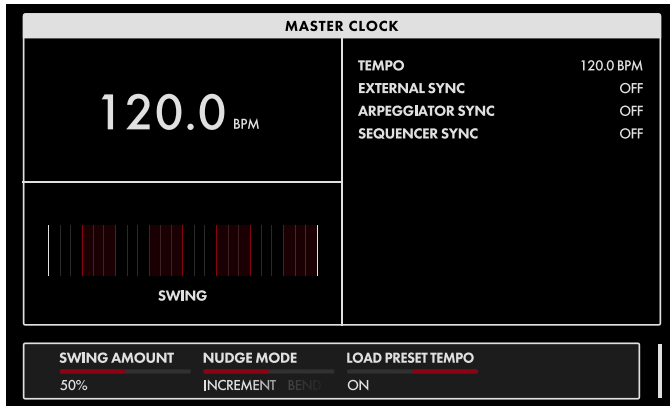 MASTER CLOCK
120.0 BPM
SWING
TEMPO 120.0 BPM
EXTERNAL SYNC OFF
ARPEGGIATOR SYNC OFF
SEQUENCER SYNC OFF
SWING AMOUNT NUDGE MODE LOAD PRESET TEMPO
50% INCREMENT BEND ON